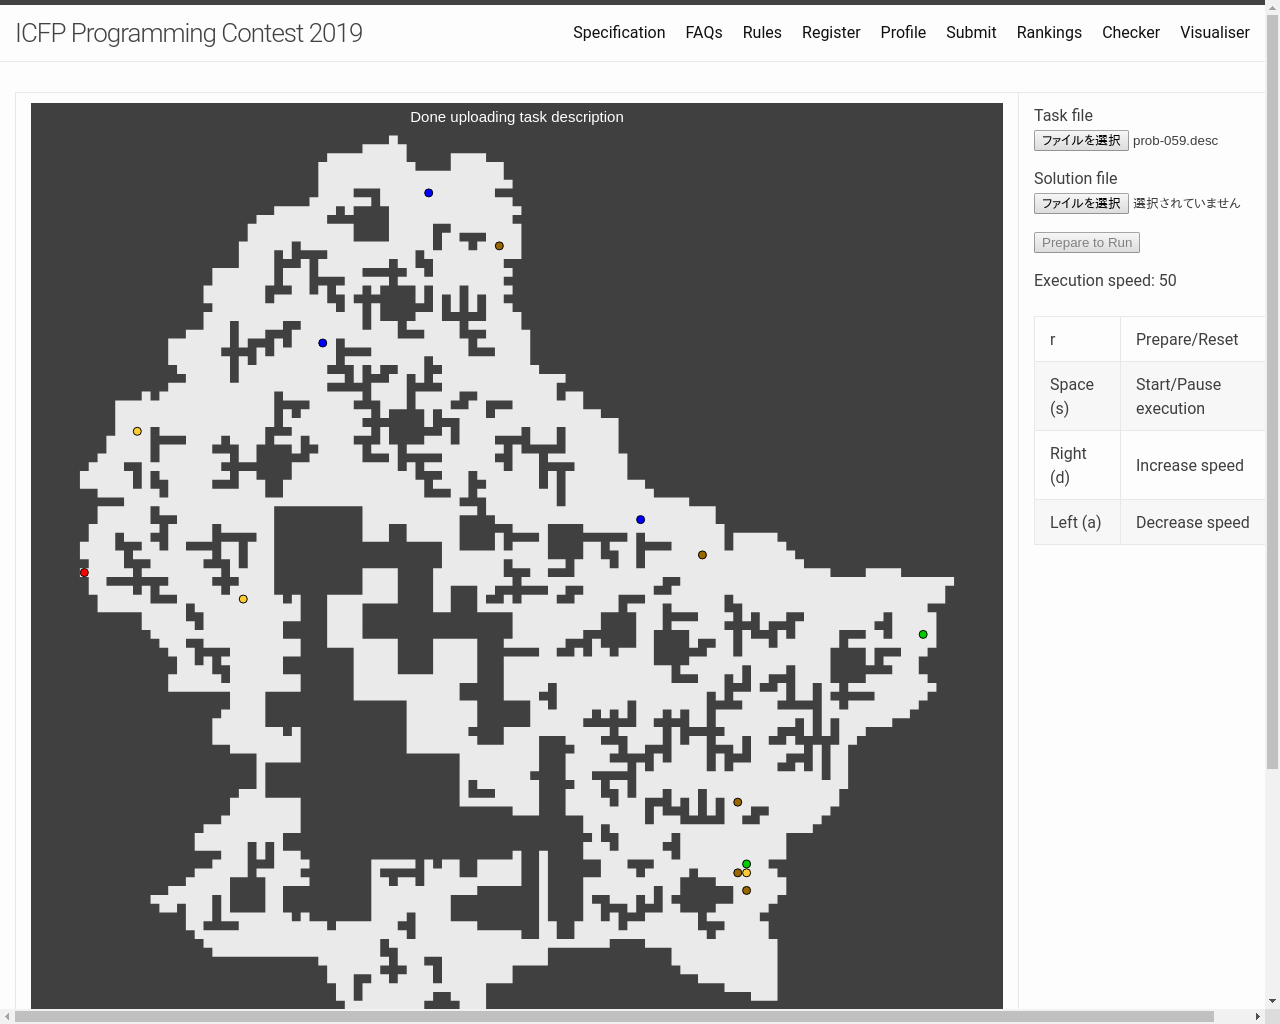 ICFP Programming Contest 2019
Specification FAQs Rules Register Profile Submit Rankings Checker Visualiser
Done uploading task description
Task file
ファイルを選択 prob-059.desc
Solution file
ファイルを選択 選択されていません
Prepare to Run
Execution speed: 50
r Prepare/Reset
Space (s) Start/Pause execution
Right (d) Increase speed
Left (a) Decrease speed